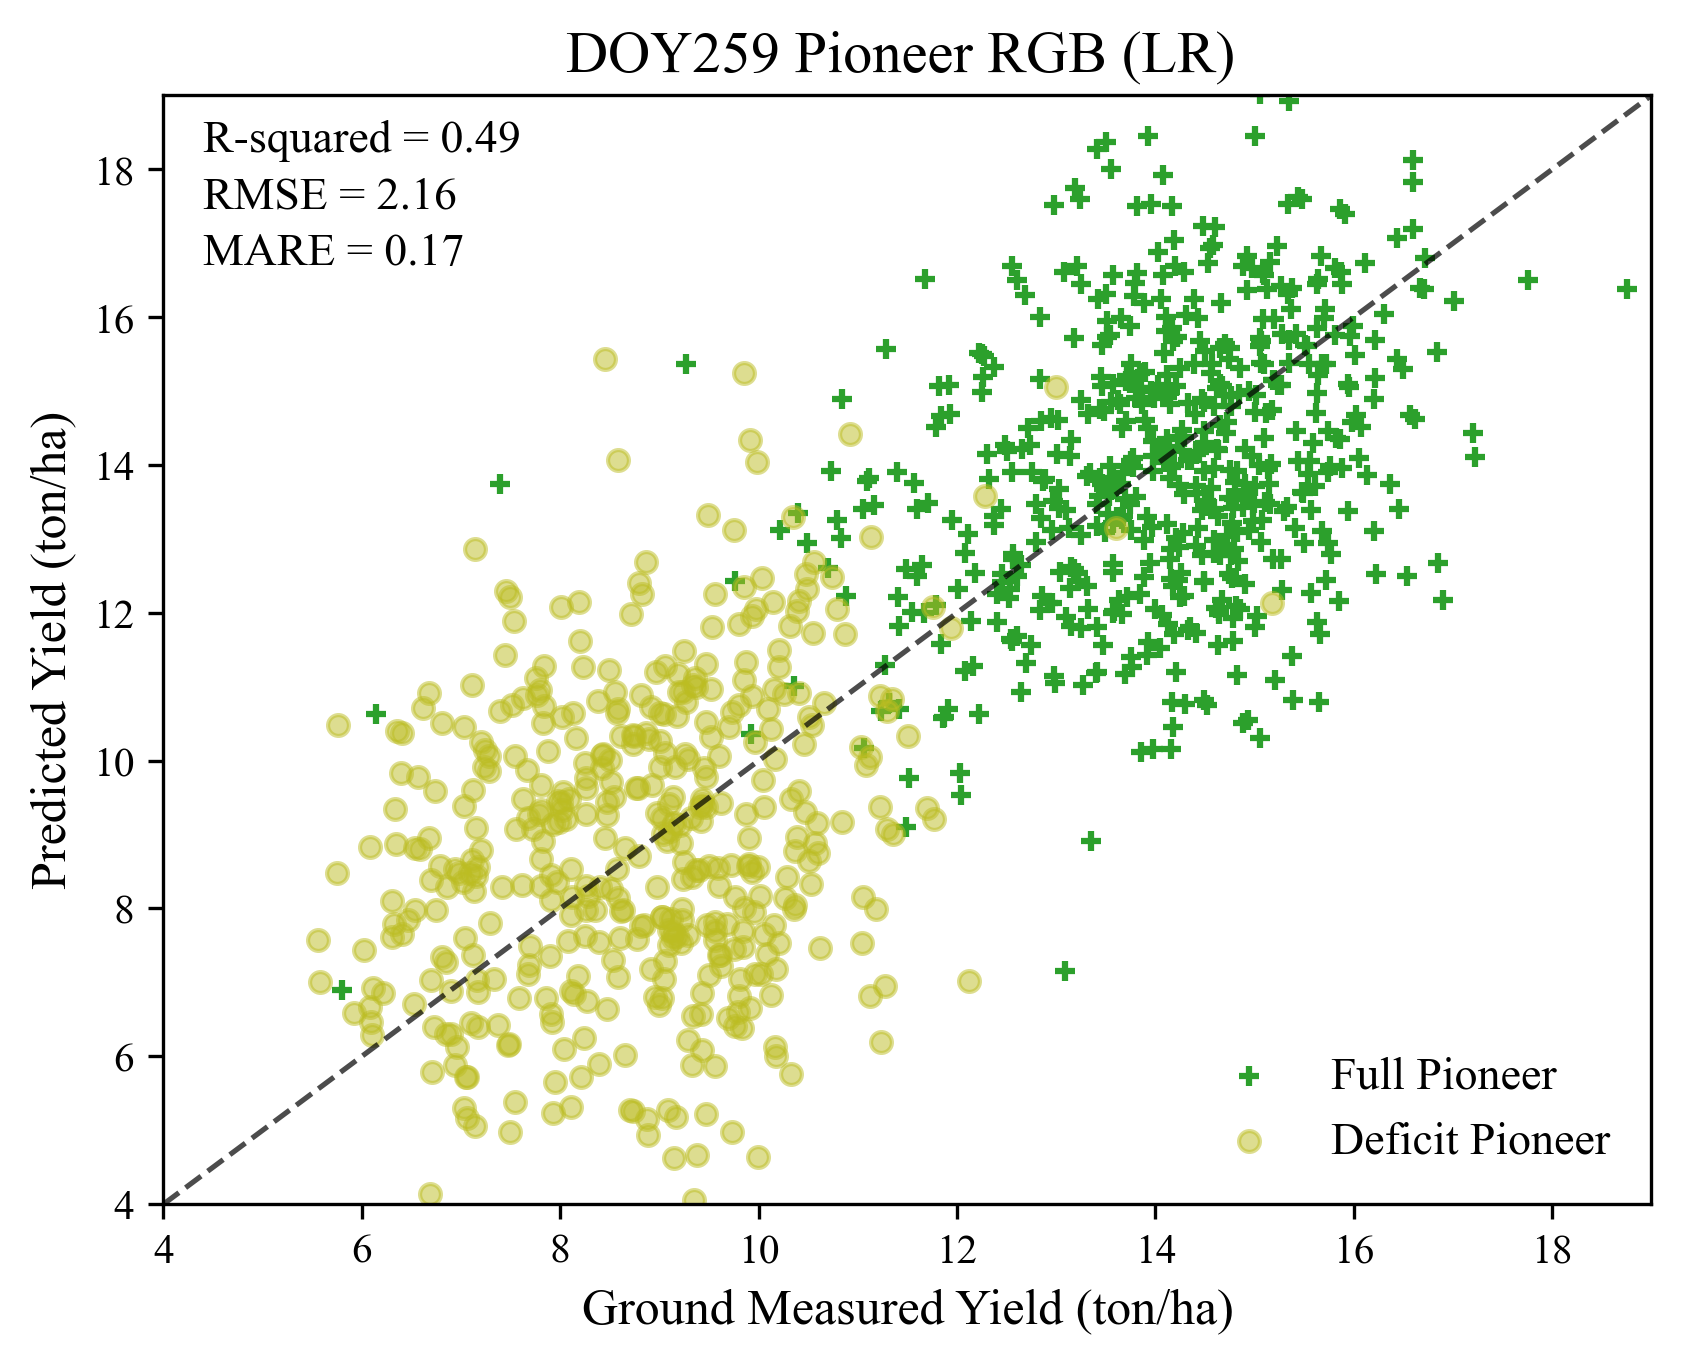 DOY259 Pioneer RGB (LR)
R-squared = 0.49
RMSE = 2.16
MARE = 0.17
18
16
14
12
10
8
6
4
Predicted Yield (ton/ha)
Full Pioneer
Deficit Pioneer
4 6 8 10 12 14 16 18
Ground Measured Yield (ton/ha)